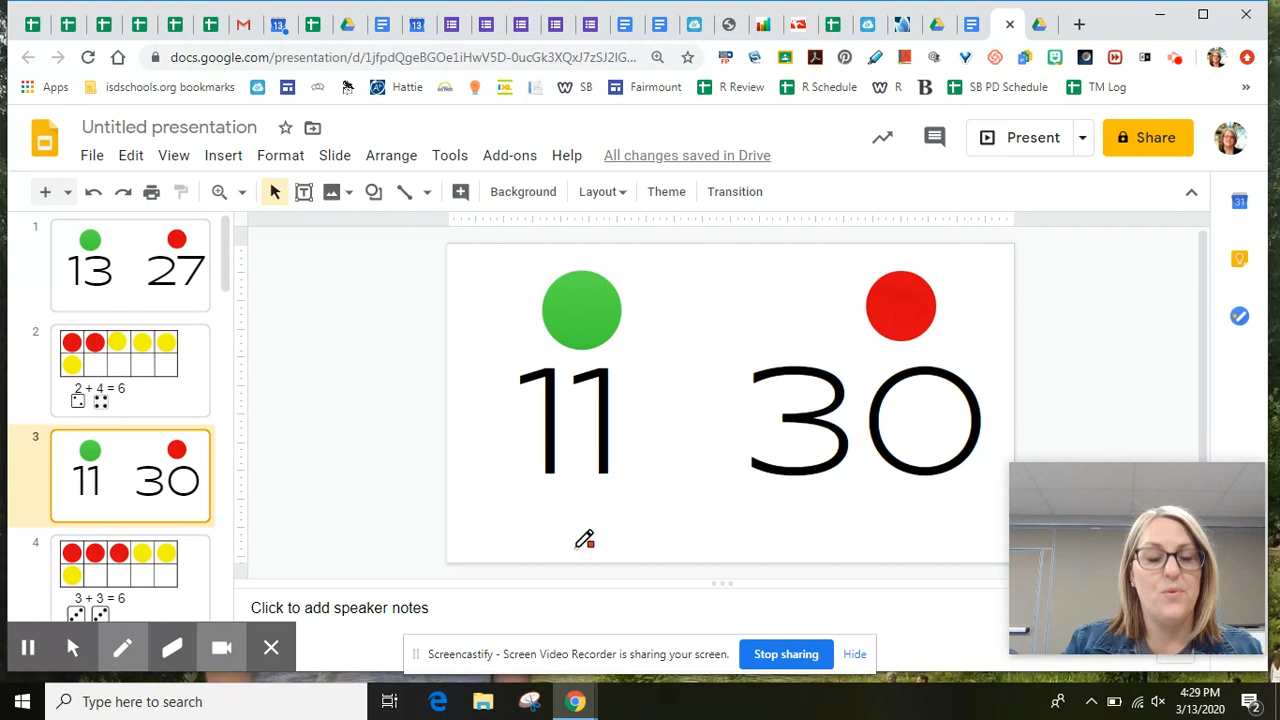 13
docs.google.com/presentation/d/1jfpdQgeBGOe1iHwV5D-0ucGk3XQxJ7zSJ2lG...
Apps isdschools.org bookmarks Hattie SB Fairmount R Review R Schedule R SB PD Schedule TM Log »
Untitled presentation
File Edit View Insert Format Slide Arrange Tools Add-ons Help All changes saved in Drive
Present Share
Background Layout Theme Transition
1
13 27
2
2 + 4 = 6
3
11 30
4
3 + 3 = 6
11 30
Click to add speaker notes
Screencastify - Screen Video Recorder is sharing your screen. Stop sharing Hide
Type here to search
4:29 PM
3/13/2020
2